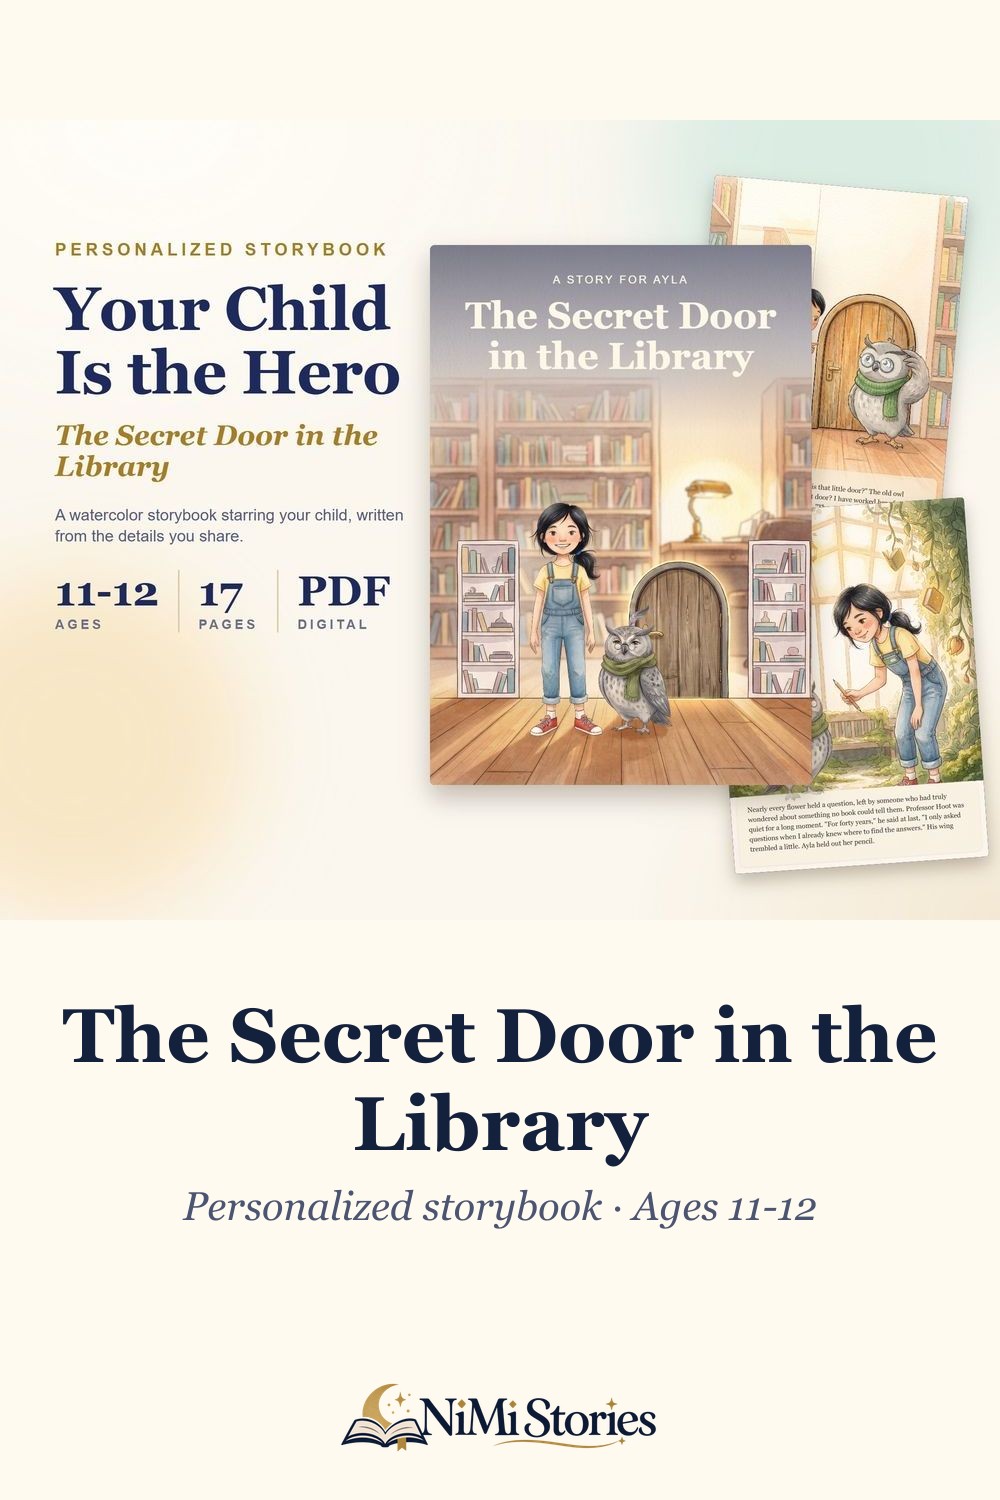 PERSONALIZED STORYBOOK
Your Child
Is the Hero
The Secret Door in the
Library
A watercolor storybook starring your child, written
from the details you share.
11-12
AGES
17
PAGES
PDF
DIGITAL
A STORY FOR AYLA
The Secret Door
in the Library
is that little door?" The old owl
door? I have worked
Nearly every flower held a question, left by someone who had truly
wondered about something no book could tell them. Professor Hoot was
quiet for a long moment. "For forty years," he said at last, "I only asked
questions when I already knew where to find the answers." His wing
trembled a little. Ayla held out her pencil.
The Secret Door in the
Library
Personalized storybook · Ages 11-12
NiMi Stories